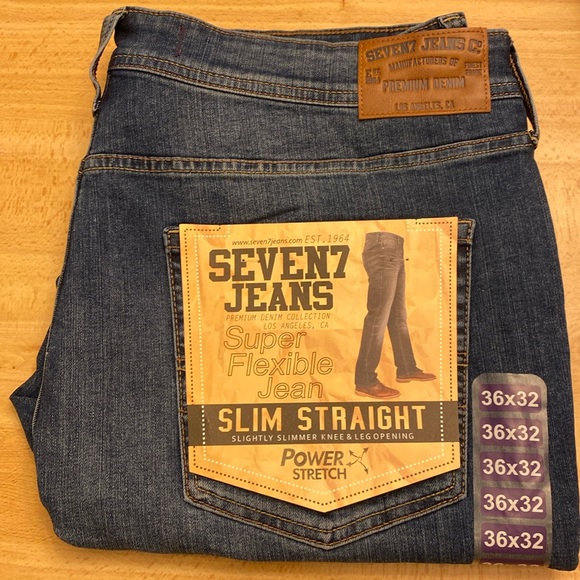 SEVEN7 JEANS CO.
MANUFACTURERS OF
PREMIUM DENIM
LOS ANGELES, CA
www.seven7jeans.com EST.1964
SEVEN7
JEANS
PREMIUM DENIM COLLECTION
LOS ANGELES, CA
Super
Flexible
Jean
SLIM STRAIGHT
SLIGHTLY SLIMMER KNEE & LEG OPENING
POWER
STRETCH
36x32
36x32
36x32
36x32
36x32